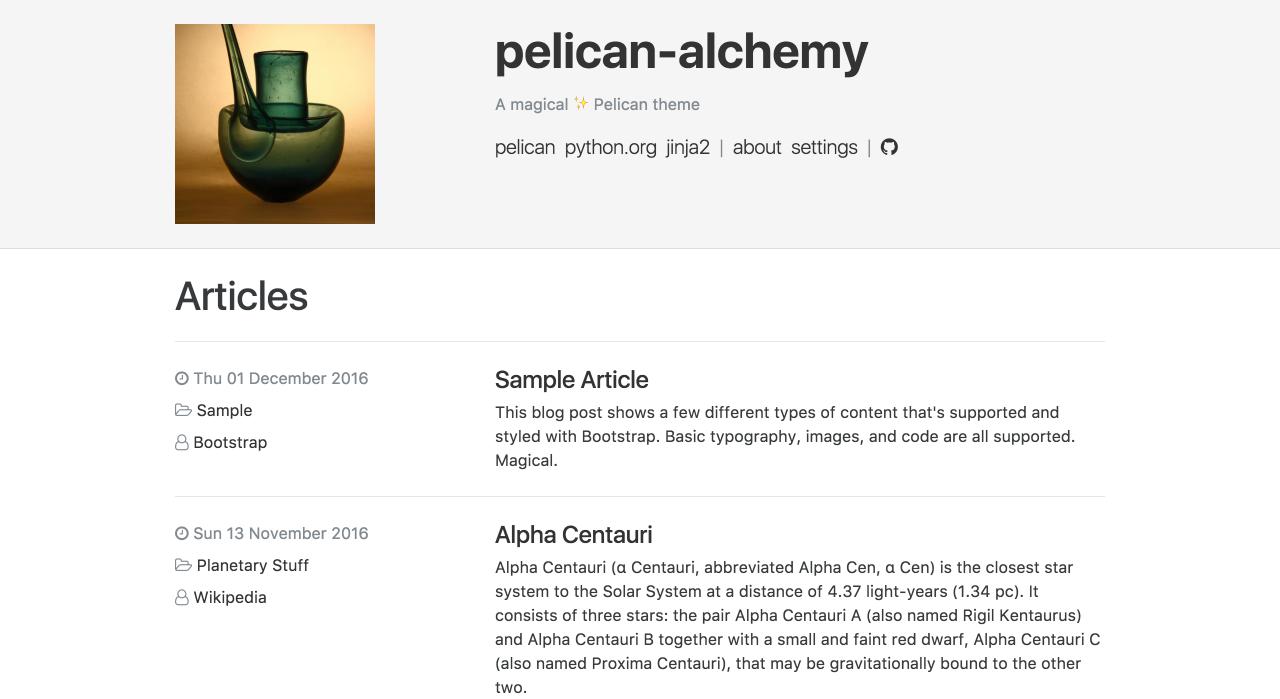 pelican-alchemy
A magical ✨ Pelican theme
pelican python.org jinja2 | about settings |
Articles
Thu 01 December 2016
Sample
Bootstrap
Sample Article
This blog post shows a few different types of content that's supported and
styled with Bootstrap. Basic typography, images, and code are all supported.
Magical.
Sun 13 November 2016
Planetary Stuff
Wikipedia
Alpha Centauri
Alpha Centauri (α Centauri, abbreviated Alpha Cen, α Cen) is the closest star
system to the Solar System at a distance of 4.37 light-years (1.34 pc). It
consists of three stars: the pair Alpha Centauri A (also named Rigil Kentaurus)
and Alpha Centauri B together with a small and faint red dwarf, Alpha Centauri C
(also named Proxima Centauri), that may be gravitationally bound to the other
two.